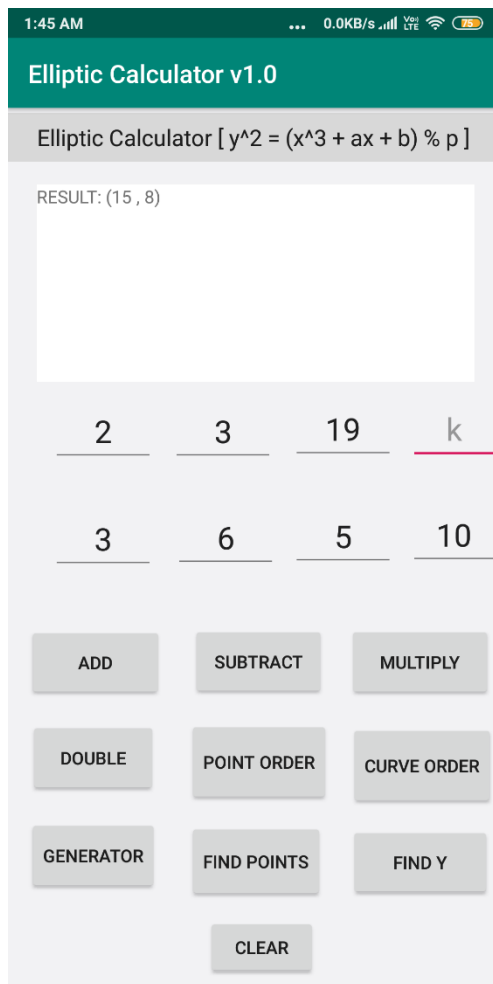 1:45 AM ... 0.0KB/s Vo) LTE 75
Elliptic Calculator v1.0
Elliptic Calculator [ y^2 = (x^3 + ax + b) % p ]
RESULT: (15 , 8)
2 3 19 k
3 6 5 10
ADD SUBTRACT MULTIPLY
DOUBLE POINT ORDER CURVE ORDER
GENERATOR FIND POINTS FIND Y
CLEAR